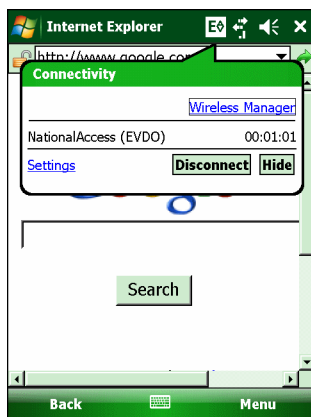 Internet Explorer
http://www.google.co
Connectivity
Wireless Manager
NationalAccess (EVDO) 00:01:01
Settings Disconnect Hide
Search
Back Menu